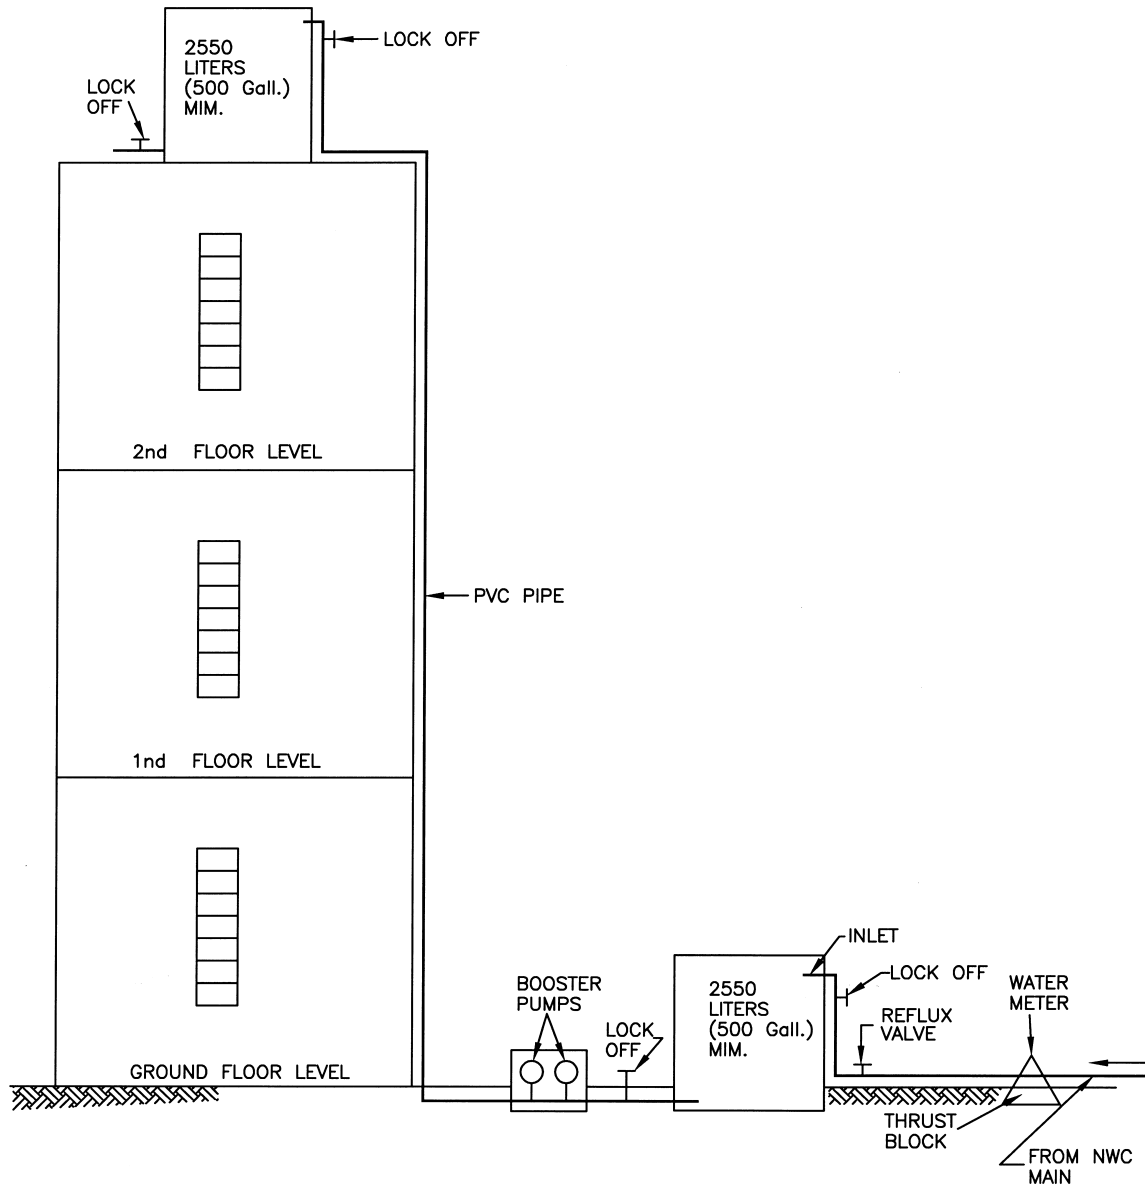 2550
LITERS
(500 Gall.)
MIM.
LOCK OFF
LOCK
OFF
2nd FLOOR LEVEL
PVC PIPE
1nd FLOOR LEVEL
GROUND FLOOR LEVEL
BOOSTER
PUMPS
LOCK
OFF
2550
LITERS
(500 Gall.)
MIM.
INLET
LOCK OFF
REFLUX
VALVE
WATER
METER
THRUST
BLOCK
FROM NWC
MAIN